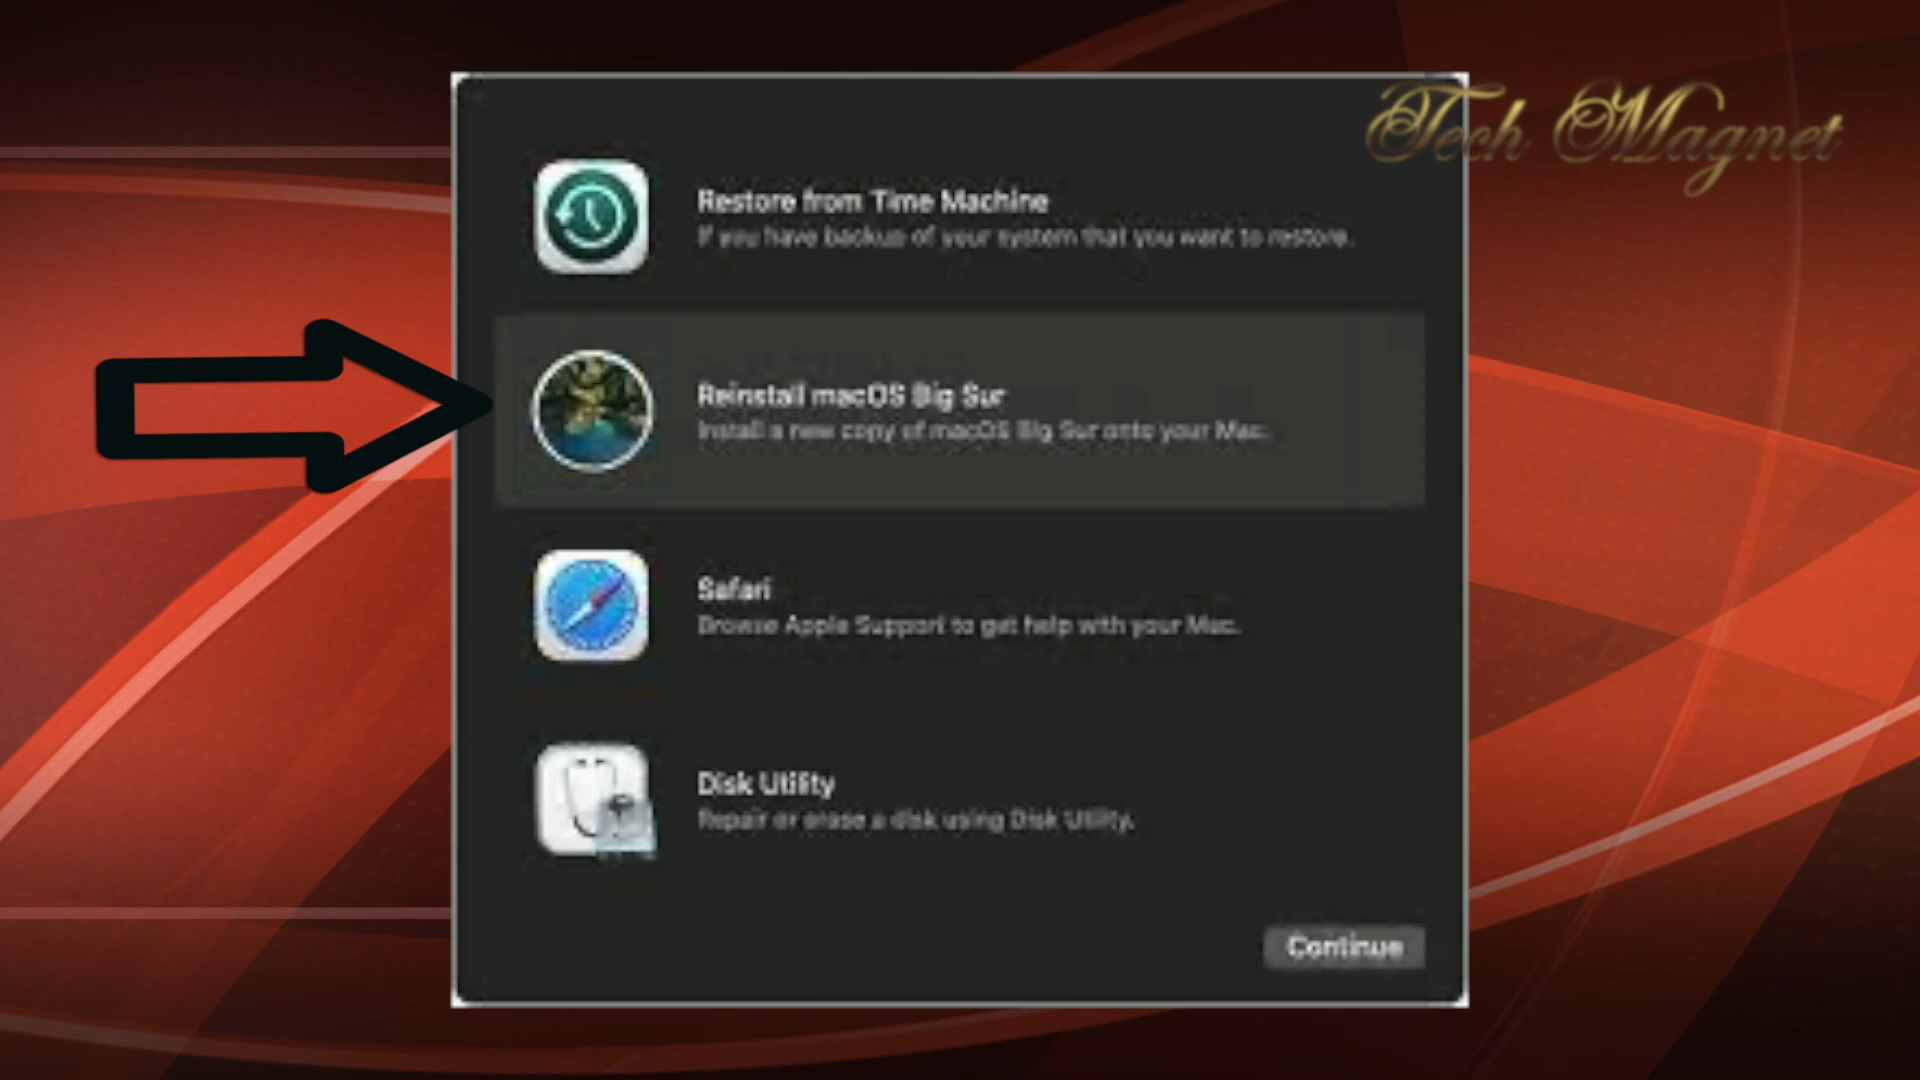 Tech Magnet
Restore from Time Machine
If you have backup of your system that you want to restore.
Reinstall macOS Big Sur
Install a new copy of macOS Big Sur onto your Mac.
Safari
Browse Apple Support to get help with your Mac.
Disk Utility
Repair or erase a disk using Disk Utility.
Continue